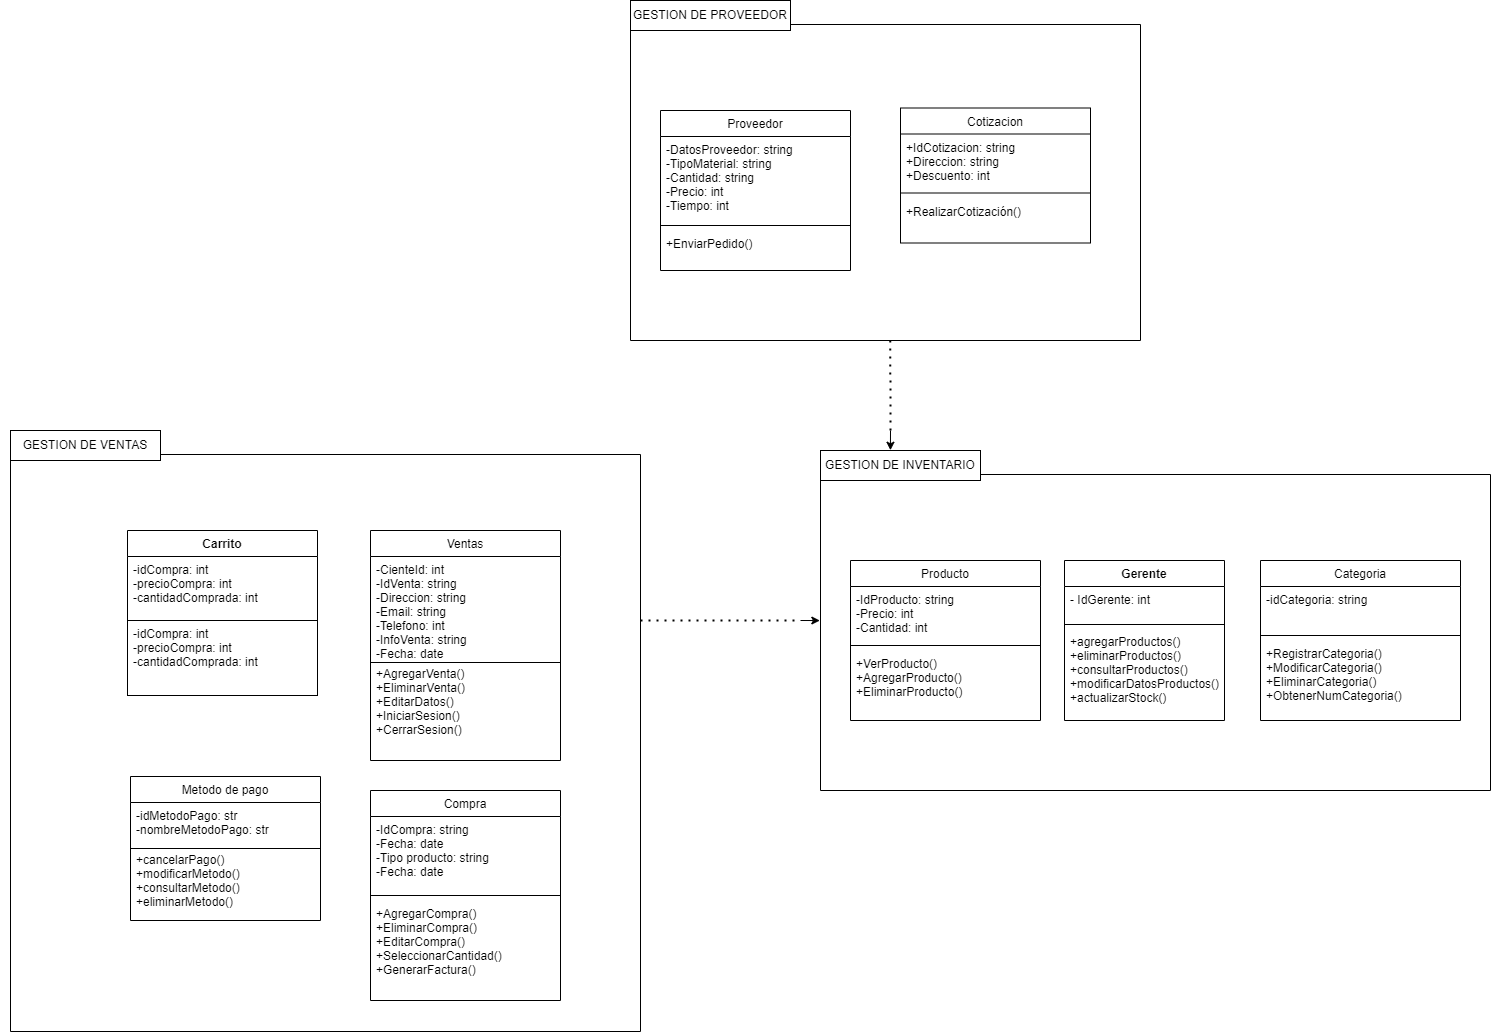 GESTION DE PROVEEDOR
Proveedor
-DatosProveedor: string
-TipoMaterial: string
-Cantidad: string
-Precio: int
-Tiempo: int
+EnviarPedido()
Cotizacion
+IdCotizacion: string
+Direccion: string
+Descuento: int
+RealizarCotización()
GESTION DE VENTAS
Carrito
-idCompra: int
-precioCompra: int
-cantidadComprada: int
-idCompra: int
-precioCompra: int
-cantidadComprada: int
Ventas
-CienteId: int
-IdVenta: string
-Direccion: string
-Email: string
-Telefono: int
-InfoVenta: string
-Fecha: date
+AgregarVenta()
+EliminarVenta()
+EditarDatos()
+IniciarSesion()
+CerrarSesion()
Metodo de pago
-idMetodoPago: str
-nombreMetodoPago: str
+cancelarPago()
+modificarMetodo()
+consultarMetodo()
+eliminarMetodo()
Compra
-IdCompra: string
-Fecha: date
-Tipo producto: string
-Fecha: date
+AgregarCompra()
+EliminarCompra()
+EditarCompra()
+SeleccionarCantidad()
+GenerarFactura()
GESTION DE INVENTARIO
Producto
-IdProducto: string
-Precio: int
-Cantidad: int
+VerProducto()
+AgregarProducto()
+EliminarProducto()
Gerente
- IdGerente: int
+agregarProductos()
+eliminarProductos()
+consultarProductos()
+modificarDatosProductos()
+actualizarStock()
Categoria
-idCategoria: string
+RegistrarCategoria()
+ModificarCategoria()
+EliminarCategoria()
+ObtenerNumCategoria()